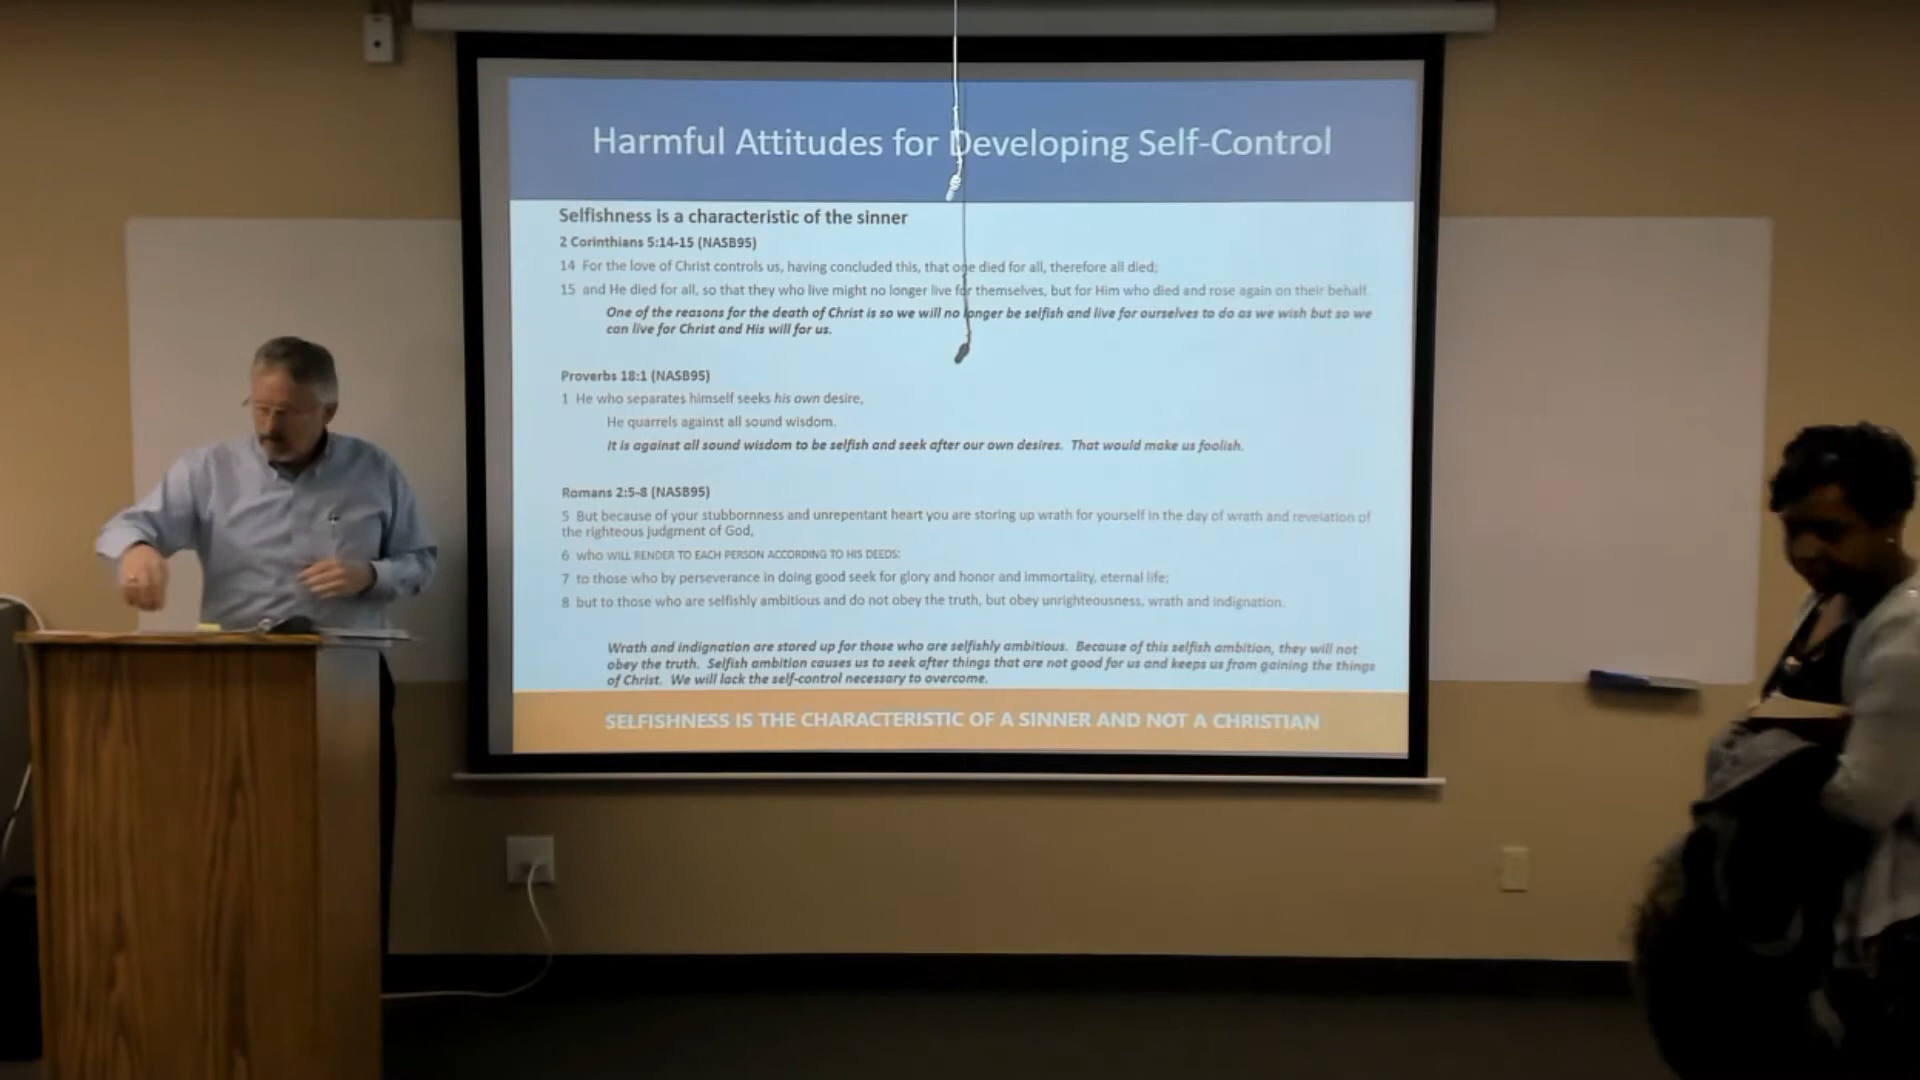 Harmful Attitudes for Developing Self-Control
Selfishness is a characteristic of the sinner
2 Corinthians 5:14-15 (NASB95)
14 For the love of Christ controls us, having concluded this, that one died for all, therefore all died;
15 and He died for all, so that they who live might no longer live for themselves, but for Him who died and rose again on their behalf.
One of the reasons for the death of Christ is so we will no longer be selfish and live for ourselves to do as we wish but so we
can live for Christ and His will for us.
Proverbs 18:1 (NASB95)
1 He who separates himself seeks his own desire,
He quarrels against all sound wisdom.
It is against all sound wisdom to be selfish and seek after our own desires. That would make us foolish.
Romans 2:5-8 (NASB95)
5 But because of your stubbornness and unrepentant heart you are storing up wrath for yourself in the day of wrath and revelation of
the righteous judgment of God,
6 who WILL RENDER TO EACH PERSON ACCORDING TO HIS DEEDS:
7 to those who by perseverance in doing good seek for glory and honor and immortality, eternal life;
8 but to those who are selfishly ambitious and do not obey the truth, but obey unrighteousness, wrath and indignation.
Wrath and indignation are stored up for those who are selfishly ambitious. Because of this selfish ambition, they will not
obey the truth. Selfish ambition causes us to seek after things that are not good for us and keeps us from gaining the things
of Christ. We will lack the self-control necessary to overcome.
SELFISHNESS IS THE CHARACTERISTIC OF A SINNER AND NOT A CHRISTIAN